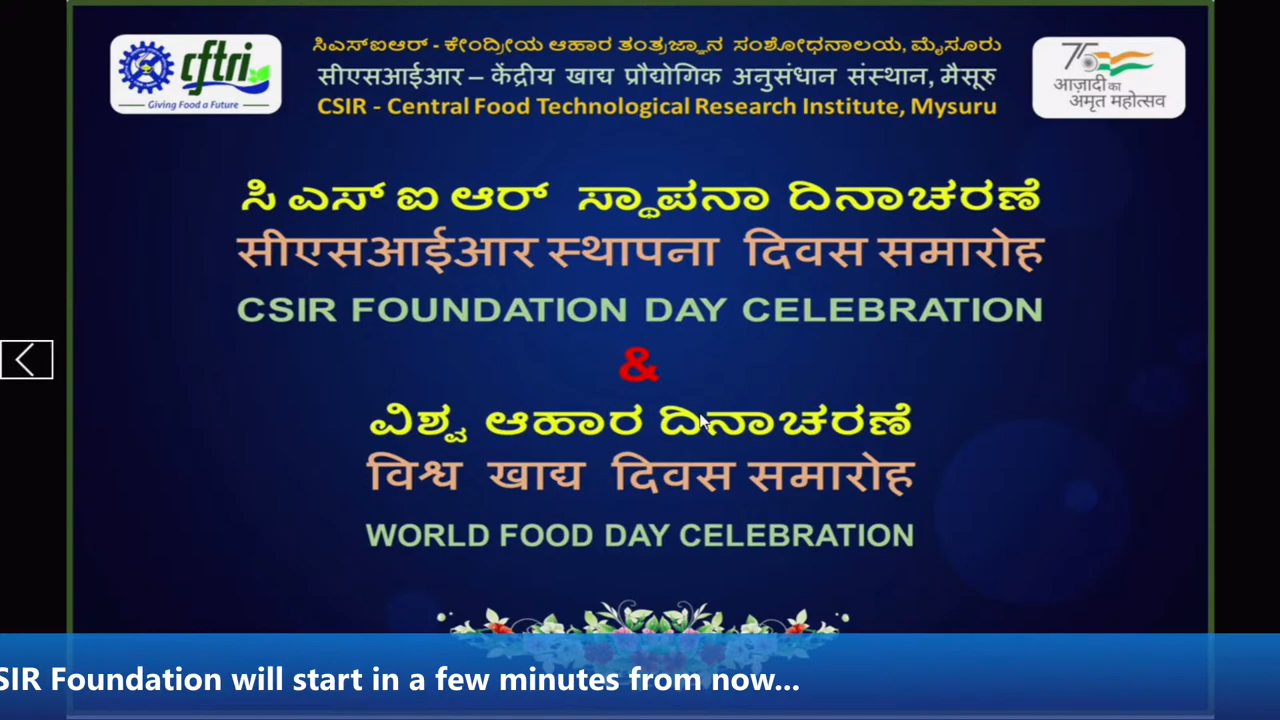 cftri
Giving Food a Future
ಸಿಎಸ್ಐಆರ್ - ಕೇಂದ್ರೀಯ ಆಹಾರ ತಂತ್ರಜ್ಞಾನ ಸಂಶೋಧನಾಲಯ, ಮೈಸೂರು
सीएसआईआर – केंद्रीय खाद्य प्रौद्योगिक अनुसंधान संस्थान, मैसूरु
CSIR - Central Food Technological Research Institute, Mysuru
75
आज़ादी का
अमृत महोत्सव
ಸಿ ಎಸ್ ಐ ಆರ್ ಸ್ಥಾಪನಾ ದಿನಾಚರಣೆ
सीएसआईआर स्थापना दिवस समारोह
CSIR FOUNDATION DAY CELEBRATION
&
ವಿಶ್ವ ಆಹಾರ ದಿನಾಚರಣೆ
विश्व खाद्य दिवस समारोह
WORLD FOOD DAY CELEBRATION
SIR Foundation will start in a few minutes from now...